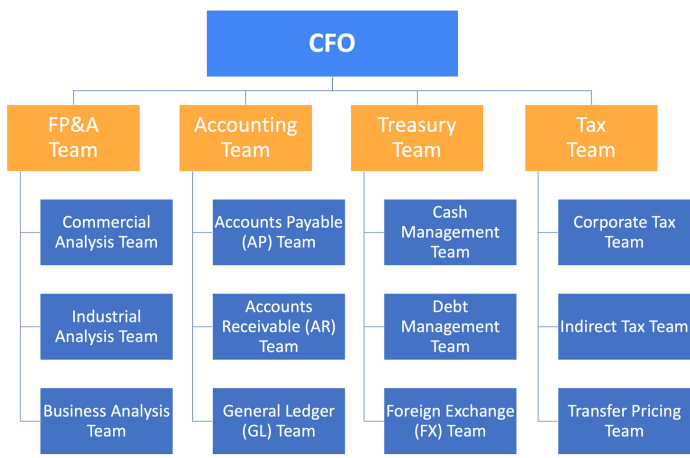 CFO
FP&A
Team
Accounting
Team
Treasury
Team
Tax
Team
Commercial
Analysis Team
Industrial
Analysis Team
Business Analysis
Team
Accounts Payable
(AP) Team
Accounts
Receivable (AR)
Team
General Ledger
(GL) Team
Cash
Management
Team
Debt
Management
Team
Foreign Exchange
(FX) Team
Corporate Tax
Team
Indirect Tax Team
Transfer Pricing
Team